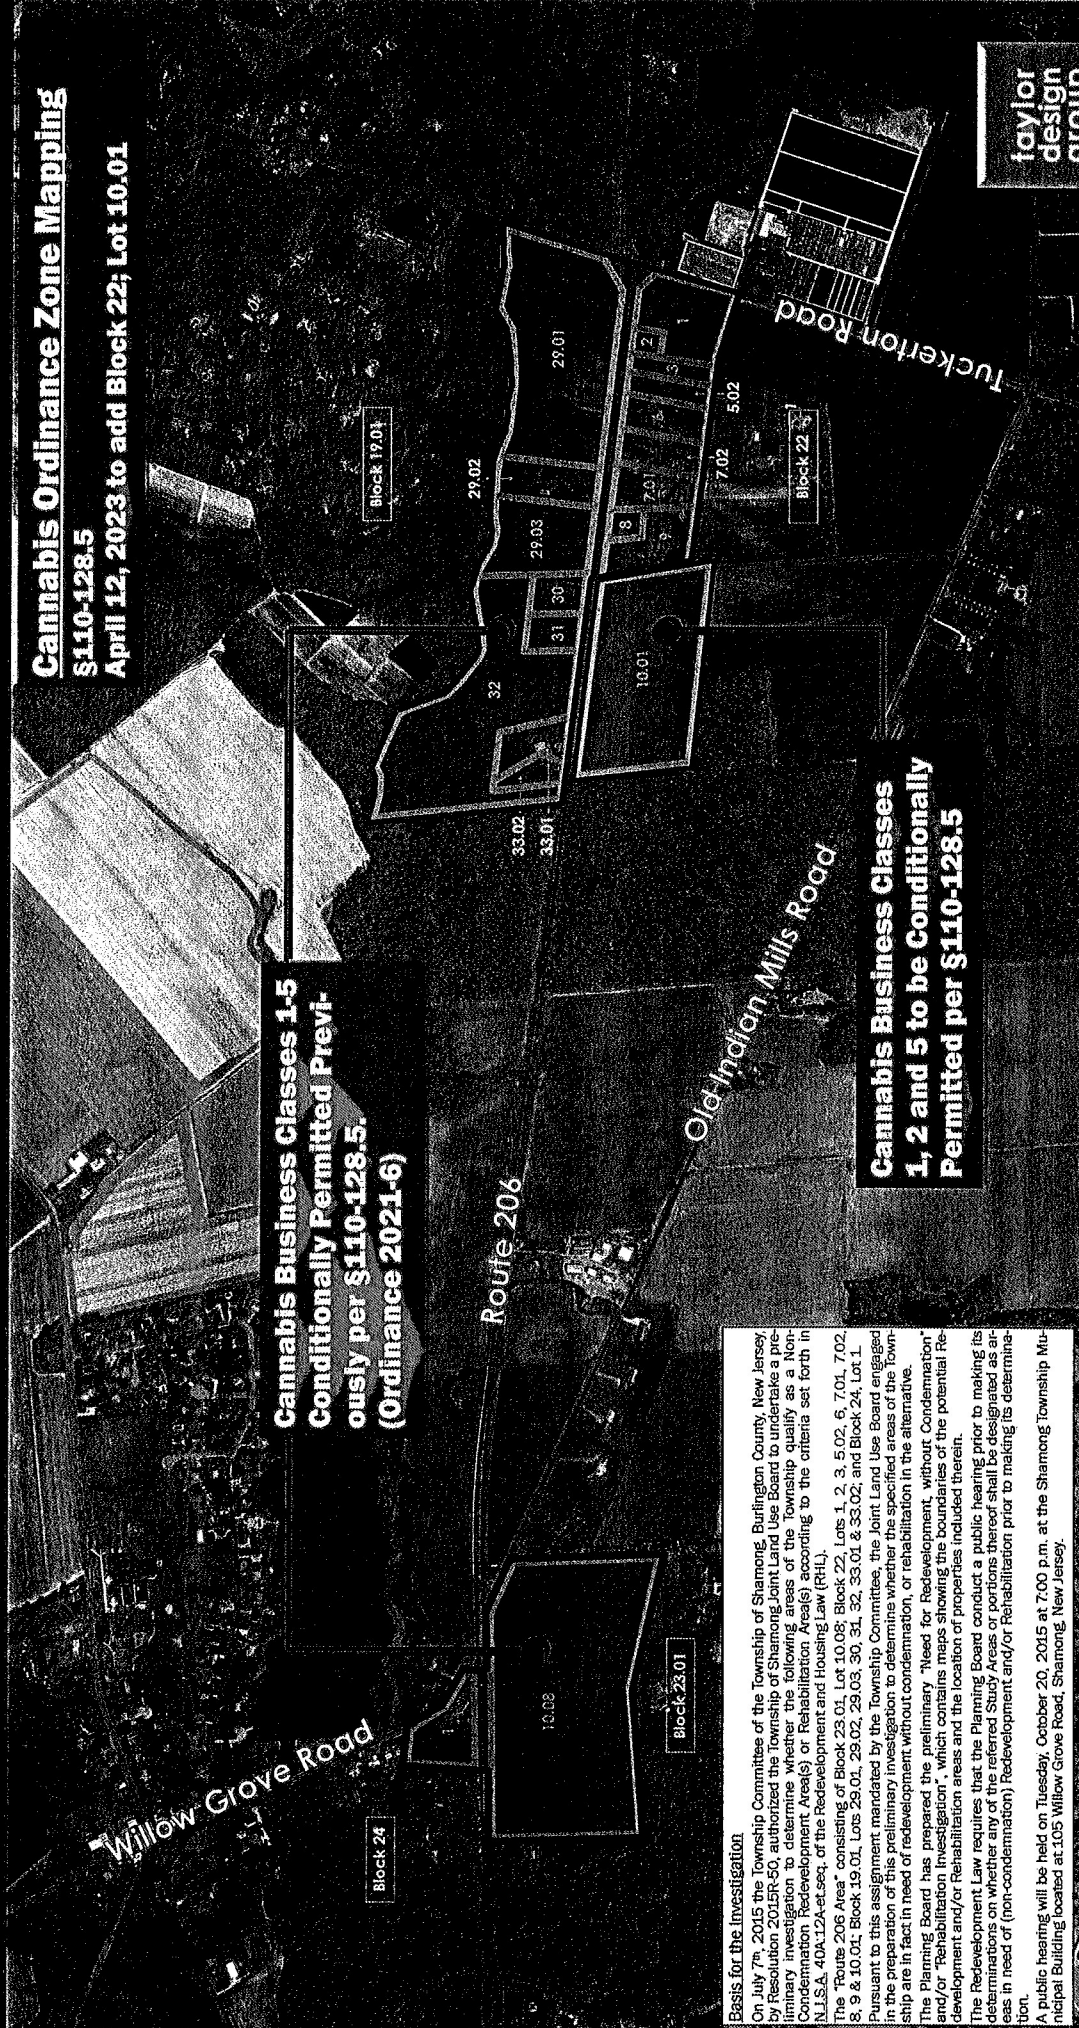 Cannabis Ordinance Zone Mapping
§110-128.5
April 12, 2023 to add Block 22; Lot 10.01
Cannabis Business Classes 1-5
Conditionally Permitted Previ-
ously per §110-128.5.
(Ordinance 2021-6)
Willow Grove Road
Block 24
1
10.08
Block 23.01
Route 206
Old Indian Mills Road
33.02
33.01
32
31
30
29.03
29.02
29.01
Block 19.01
10.01
9
8
7.01
7.02
5.02
3
2
1
Block 22
Tuckerton Road
Cannabis Business Classes
1, 2 and 5 to be Conditionally
Permitted per §110-128.5
taylor
design
group
Basis for the Investigation
On July 7th, 2015 the Township Committee of the Township of Shamong, Burlington County, New Jersey,
by Resolution 2015R-50, authorized the Township of Shamong Joint Land Use Board to undertake a pre-
liminary investigation to determine whether the following areas of the Township qualify as a Non-
Condemnation Redevelopment Area(s) or Rehabilitation Area(s) according to the criteria set forth in
N.J.S.A. 40A:12A-et.seq. of the Redevelopment and Housing Law (RHL).
The "Route 206 Area" consisting of Block 23.01, Lot 10.08; Block 22, Lots 1, 2, 3, 5.02, 6, 7.01, 7.02,
8, 9 & 10.01; Block 19.01, Lots 29.01, 29.02, 29.03, 30, 31, 32, 33.01 & 33.02; and Block 24, Lot 1.
Pursuant to this assignment mandated by the Township Committee, the Joint Land Use Board engaged
in the preparation of this preliminary investigation to determine whether the specified areas of the Town-
ship are in fact in need of redevelopment without condemnation, or rehabilitation in the alternative.
The Planning Board has prepared the preliminary "Need for Redevelopment, without Condemnation"
and/or "Rehabilitation Investigation", which contains maps showing the boundaries of the potential Re-
development and/or Rehabilitation areas and the location of properties included therein.
The Redevelopment Law requires that the Planning Board conduct a public hearing prior to making its
determinations on whether any of the referred Study Areas or portions thereof shall be designated as ar-
eas in need of (non-condemnation) Redevelopment and/or Rehabilitation prior to making its determina-
tion.
A public hearing will be held on Tuesday, October 20, 2015 at 7:00 p.m. at the Shamong Township Mu-
nicipal Building located at 105 Willow Grove Road, Shamong, New Jersey.